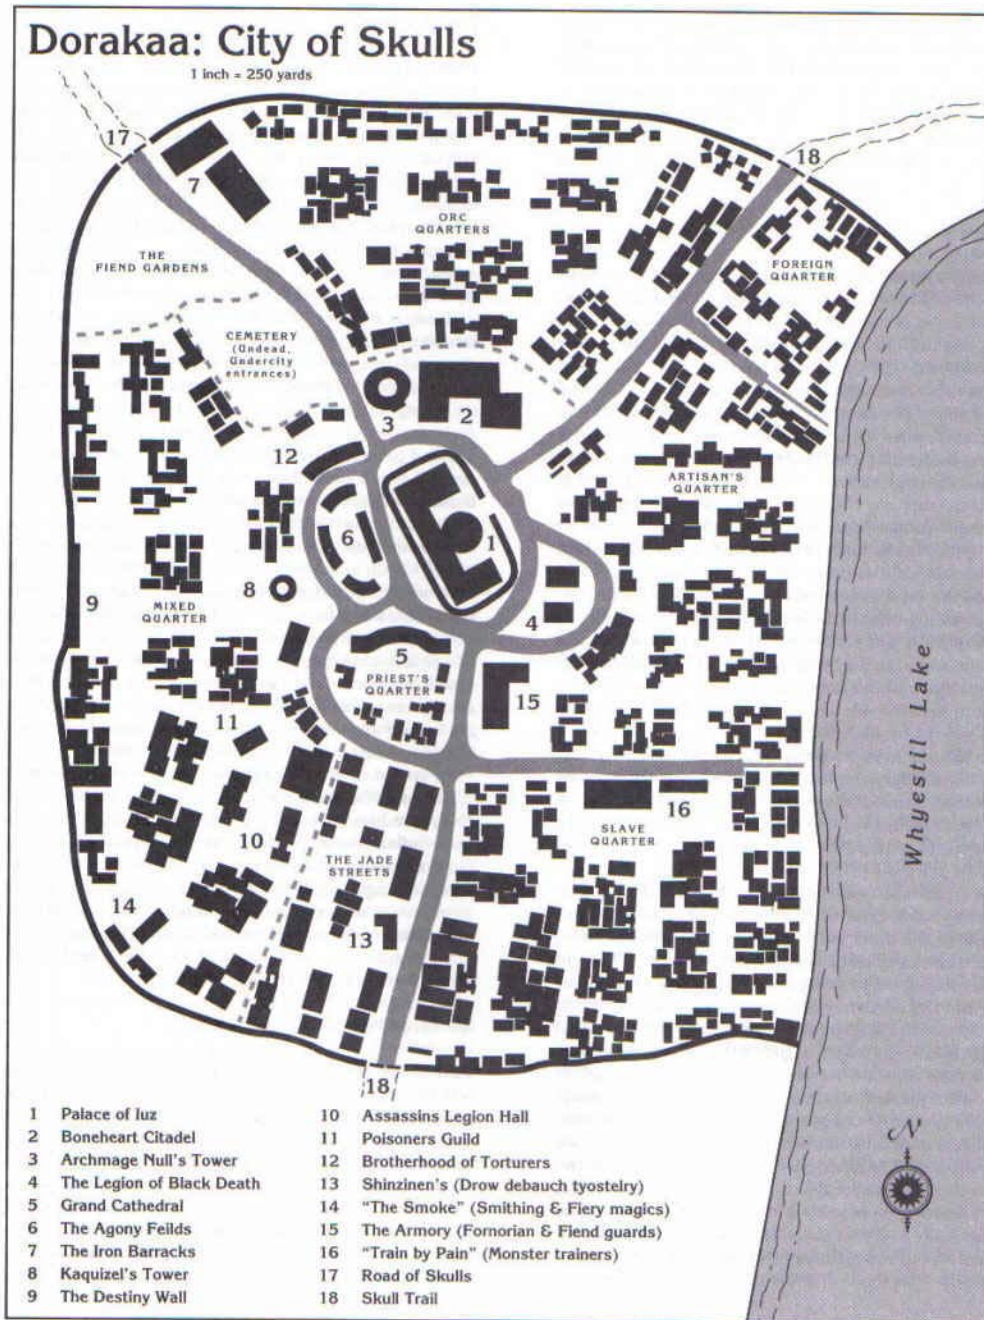 Dorakaa: City of Skulls
1 inch = 250 yards
17
18
7
ORC
QUARTERS
THE
FIEND GARDENS
FOREIGN
QUARTER
CEMETERY
(Undead,
Undercity
entrances)
3
2
12
ARTISAN'S
QUARTER
6
1
8
9
MIXED
QUARTER
4
5
PRIEST'S
QUARTER
15
11
Whyestil Lake
16
10
SLAVE
QUARTER
THE JADE
STREETS
14
13
18
N
1 Palace of Iuz
2 Boneheart Citadel
3 Archmage Null's Tower
4 The Legion of Black Death
5 Grand Cathedral
6 The Agony Feilds
7 The Iron Barracks
8 Kaquizel's Tower
9 The Destiny Wall
10 Assassins Legion Hall
11 Poisoners Guild
12 Brotherhood of Torturers
13 Shinzinen's (Drow debauch tyostelry)
14 "The Smoke" (Smithing & Fiery magics)
15 The Armory (Fornorian & Fiend guards)
16 "Train by Pain" (Monster trainers)
17 Road of Skulls
18 Skull Trail